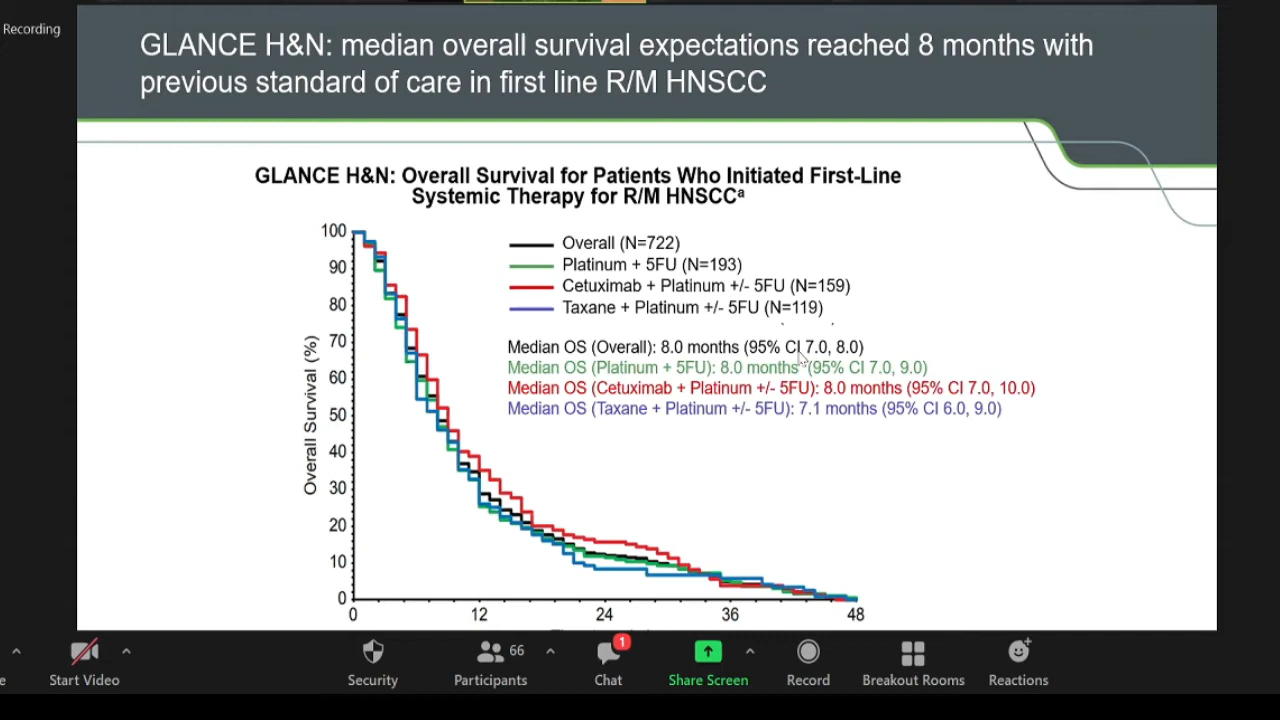 Recording
GLANCE H&N: median overall survival expectations reached 8 months with
previous standard of care in first line R/M HNSCC
GLANCE H&N: Overall Survival for Patients Who Initiated First-Line
Systemic Therapy for R/M HNSCCᵃ
Overall Survival (%)
100
90
80
70
60
50
40
30
20
10
0
Overall (N=722)
Platinum + 5FU (N=193)
Cetuximab + Platinum +/- 5FU (N=159)
Taxane + Platinum +/- 5FU (N=119)
Median OS (Overall): 8.0 months (95% CI 7.0, 8.0)
Median OS (Platinum + 5FU): 8.0 months (95% CI 7.0, 9.0)
Median OS (Cetuximab + Platinum +/- 5FU): 8.0 months (95% CI 7.0, 10.0)
Median OS (Taxane + Platinum +/- 5FU): 7.1 months (95% CI 6.0, 9.0)
0 12 24 36 48
66 1
Start Video Security Participants Chat Share Screen Record Breakout Rooms Reactions